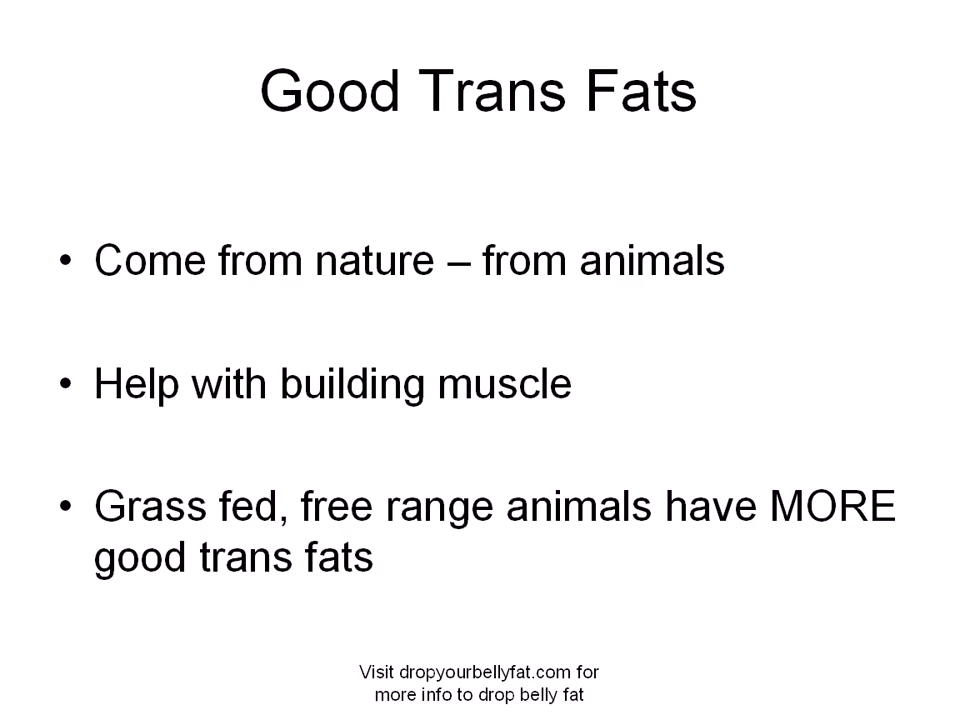 Good Trans Fats
• Come from nature – from animals
• Help with building muscle
• Grass fed, free range animals have MORE
good trans fats
Visit dropyourbellyfat.com for
more info to drop belly fat